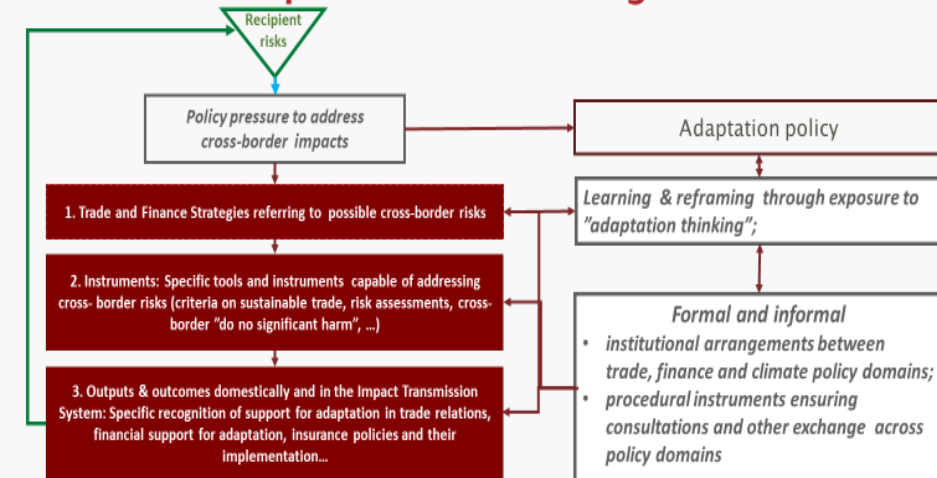 Recipient
risks
Policy pressure to address
cross-border impacts
Adaptation policy
1. Trade and Finance Strategies referring to possible cross-border risks
Learning & reframing through exposure to
"adaptation thinking";
2. Instruments: Specific tools and instruments capable of addressing
cross- border risks (criteria on sustainable trade, risk assessments, cross-
border "do no significant harm", ...)
Formal and informal
• institutional arrangements between
trade, finance and climate policy domains;
• procedural instruments ensuring
consultations and other exchange across
policy domains
3. Outputs & outcomes domestically and in the Impact Transmission
System: Specific recognition of support for adaptation in trade relations,
financial support for adaptation, insurance policies and their
implementation...